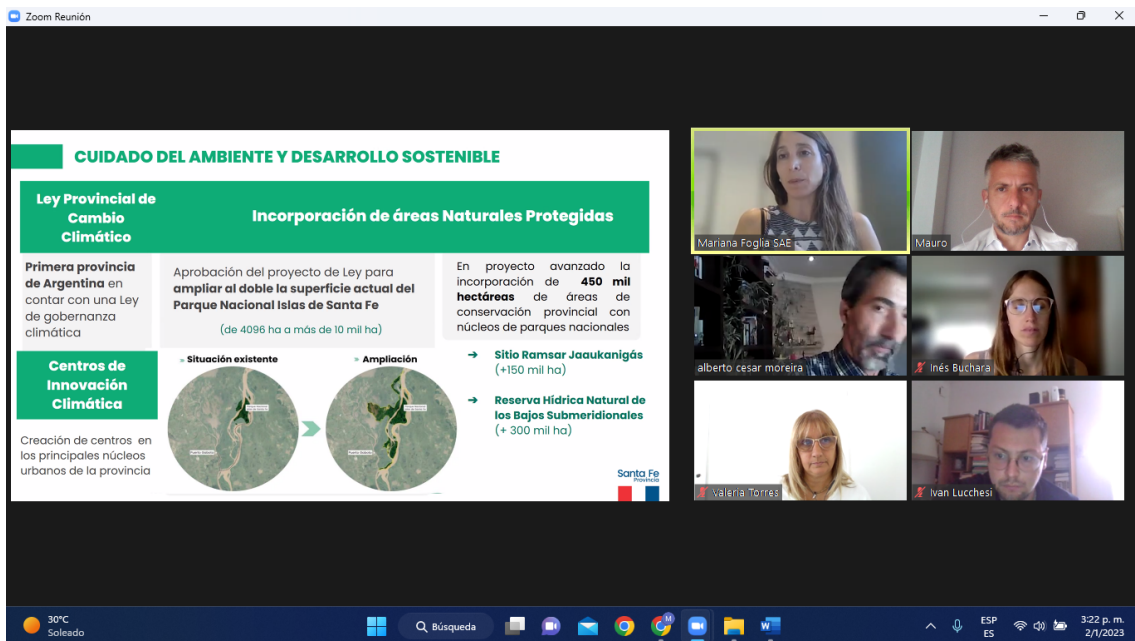 Zoom Reunión
CUIDADO DEL AMBIENTE Y DESARROLLO SOSTENIBLE
Ley Provincial de
Cambio
Climático
Incorporación de áreas Naturales Protegidas
Primera provincia
de Argentina en
contar con una Ley
de gobernanza
climática
Aprobación del proyecto de Ley para
ampliar al doble la superficie actual del
Parque Nacional Islas de Santa Fe
(de 4096 ha a más de 10 mil ha)
En proyecto avanzado la
incorporación de 450 mil
hectáreas de áreas de
conservación provincial con
núcleos de parques nacionales
Centros de
Innovación
Climática
Creación de centros en
los principales núcleos
urbanos de la provincia
» Situación existente
» Ampliación
→ Sitio Ramsar Jaaukanigás
(+150 mil ha)
→ Reserva Hídrica Natural de
los Bajos Submeridionales
(+ 300 mil ha)
Santa Fe
Provincia
Mariana Foglia SAE
Mauro
alberto cesar moreira
Inés Buchara
Valeria Torres
Ivan Lucchesi
30°C
Soleado
Búsqueda
M
W
ESP
ES
3:22 p. m.
2/1/2023